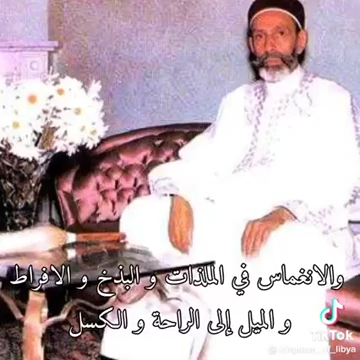 والانغماس في الملذات و البذخ و الافراط
و الميل إلى الراحة و الكسل
TikTok